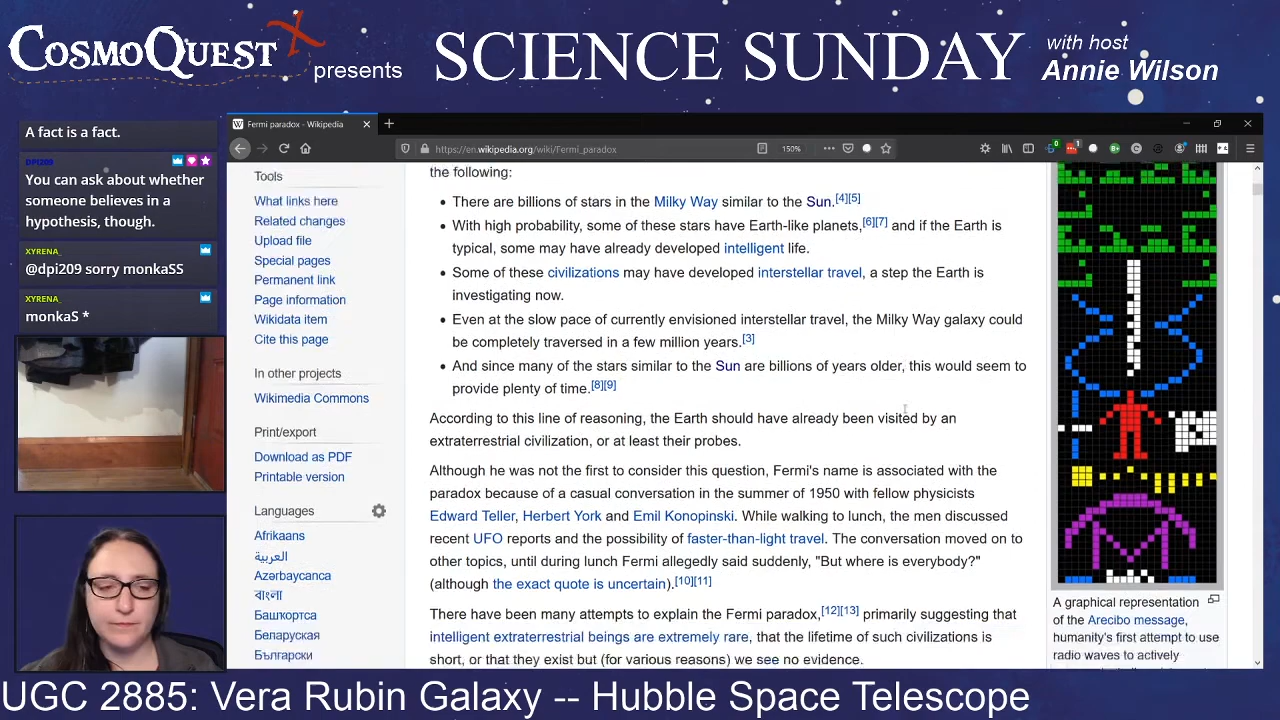 CosmoQuestX
presents
SCIENCE SUNDAY
with host
Annie Wilson
A fact is a fact.
DPI209
You can ask about whether
someone believes in a
hypothesis, though.
XYRENA_
@dpi209 sorry monkaSS
XYRENA_
monkaS *
Fermi paradox - Wikipedia
https://en.wikipedia.org/wiki/Fermi_paradox
150%
Tools
What links here
Related changes
Upload file
Special pages
Permanent link
Page information
Wikidata item
Cite this page
In other projects
Wikimedia Commons
Print/export
Download as PDF
Printable version
Languages
Afrikaans
العربية
Azərbaycanca
বাংলা
Башҡортса
Беларуская
Български
the following:
• There are billions of stars in the Milky Way similar to the Sun.[4][5]
• With high probability, some of these stars have Earth-like planets,[6][7] and if the Earth is
typical, some may have already developed intelligent life.
• Some of these civilizations may have developed interstellar travel, a step the Earth is
investigating now.
• Even at the slow pace of currently envisioned interstellar travel, the Milky Way galaxy could
be completely traversed in a few million years.[3]
• And since many of the stars similar to the Sun are billions of years older, this would seem to
provide plenty of time.[8][9]
According to this line of reasoning, the Earth should have already been visited by an
extraterrestrial civilization, or at least their probes.
Although he was not the first to consider this question, Fermi's name is associated with the
paradox because of a casual conversation in the summer of 1950 with fellow physicists
Edward Teller, Herbert York and Emil Konopinski. While walking to lunch, the men discussed
recent UFO reports and the possibility of faster-than-light travel. The conversation moved on to
other topics, until during lunch Fermi allegedly said suddenly, "But where is everybody?"
(although the exact quote is uncertain).[10][11]
There have been many attempts to explain the Fermi paradox,[12][13] primarily suggesting that
intelligent extraterrestrial beings are extremely rare, that the lifetime of such civilizations is
short, or that they exist but (for various reasons) we see no evidence.
A graphical representation
of the Arecibo message,
humanity's first attempt to use
radio waves to actively
UGC 2885: Vera Rubin Galaxy -- Hubble Space Telescope